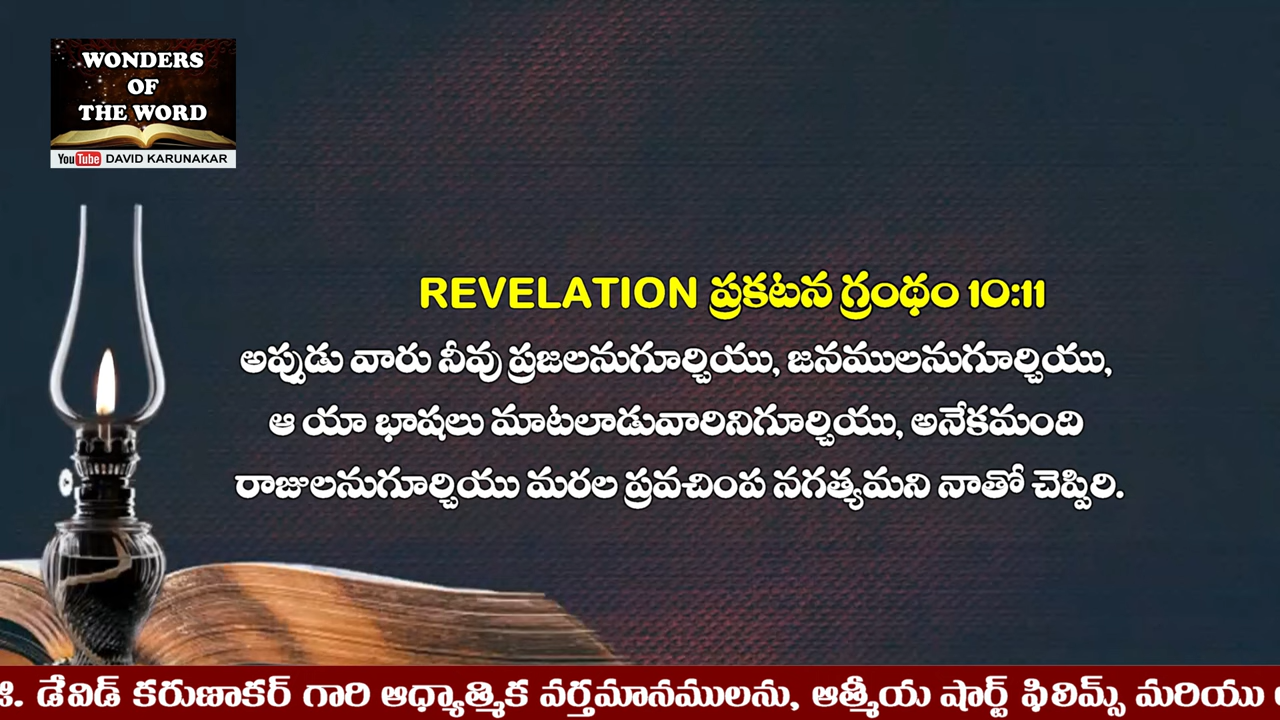 WONDERS
OF
THE WORD
YouTube DAVID KARUNAKAR
REVELATION ప్రకటన గ్రంథం 10:11
అప్పుడు వారు నీవు ప్రజలనుగూర్చియు, జనములనుగూర్చియు,
ఆ యా భాషలు మాటలాడువారినిగూర్చియు, అనేకమంది
రాజులనుగూర్చియు మరల ప్రవచింప నగత్యమని నాతో చెప్పిరి.
డేవిడ్ కరుణాకర్ గారి ఆధ్యాత్మిక వర్తమానములను, ఆత్మీయ షార్ట్ ఫిలిమ్స్ మరియు